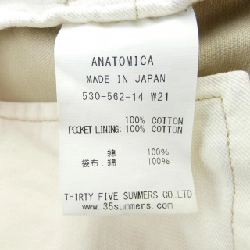 ANATOMICA
MADE IN JAPAN
530-562-14 W21
100% COTTON
POCKET LINING: 100% COTTON
綿 100%
袋布:綿 100%
T-IRTY FIVE SUMMERS CO.LTD
www.35summers.com